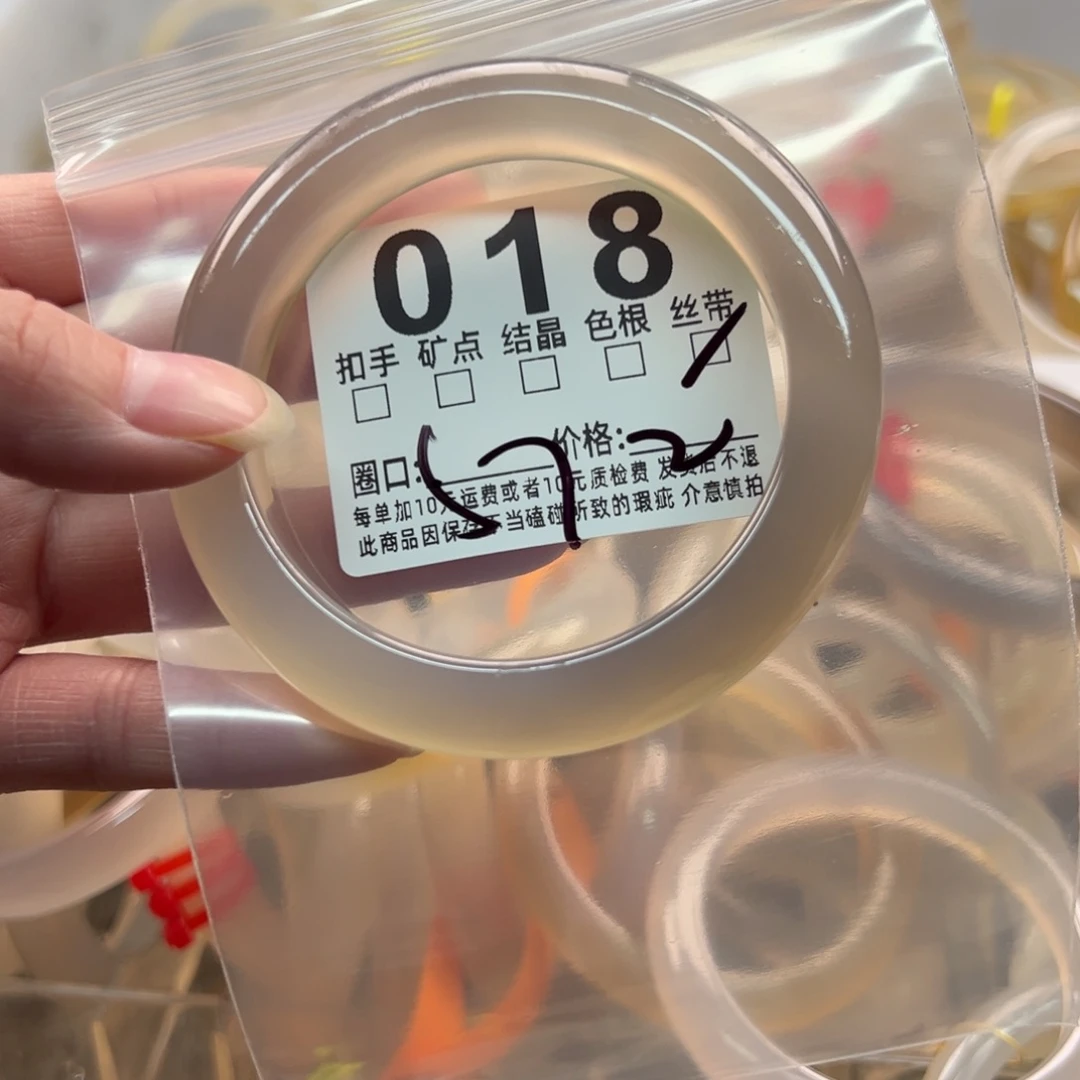 018
扣手 矿点 结晶 色根 丝带
圈口: 57 价格: 2
每单加10元运费或者10元质检费 发货后不退
此商品因保存不当磕碰所致的瑕疵 介意慎拍